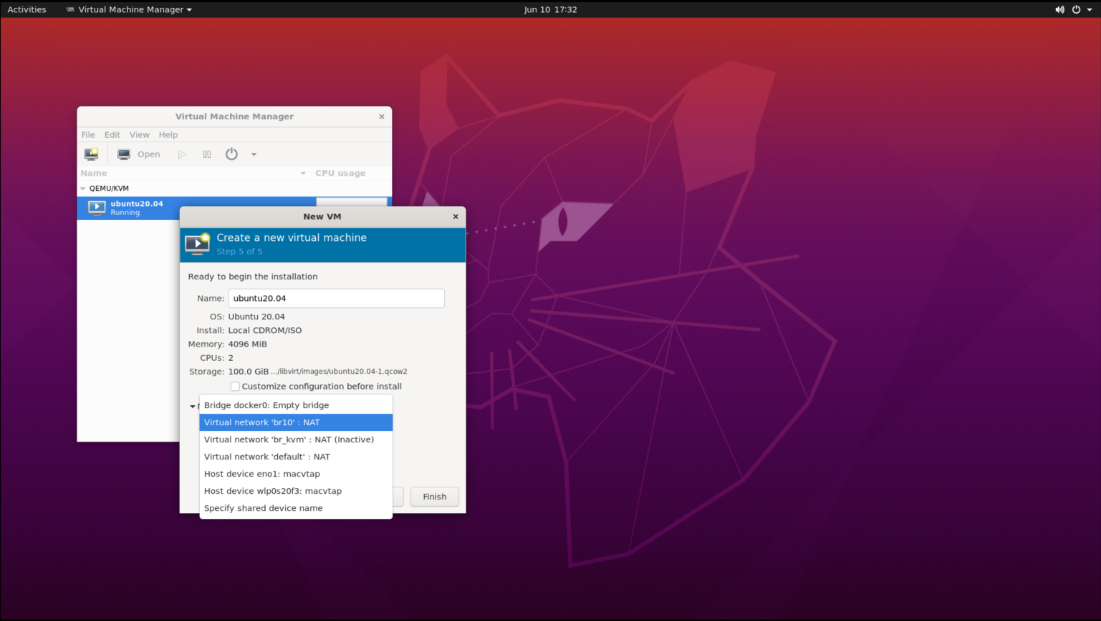 Activities Virtual Machine Manager Jun 10 17:32
Virtual Machine Manager
File Edit View Help
Open
Name CPU usage
QEMU/KVM
ubuntu20.04
Running
New VM
Create a new virtual machine
Step 5 of 5
Ready to begin the installation
Name: ubuntu20.04
OS: Ubuntu 20.04
Install: Local CDROM/ISO
Memory: 4096 MiB
CPUs: 2
Storage: 100.0 GiB .../libvirt/images/ubuntu20.04-1.qcow2
Customize configuration before install
Bridge docker0: Empty bridge
Virtual network 'br10' : NAT
Virtual network 'br_kvm' : NAT (Inactive)
Virtual network 'default' : NAT
Host device eno1: macvtap
Host device wlp0s20f3: macvtap
Specify shared device name
Finish